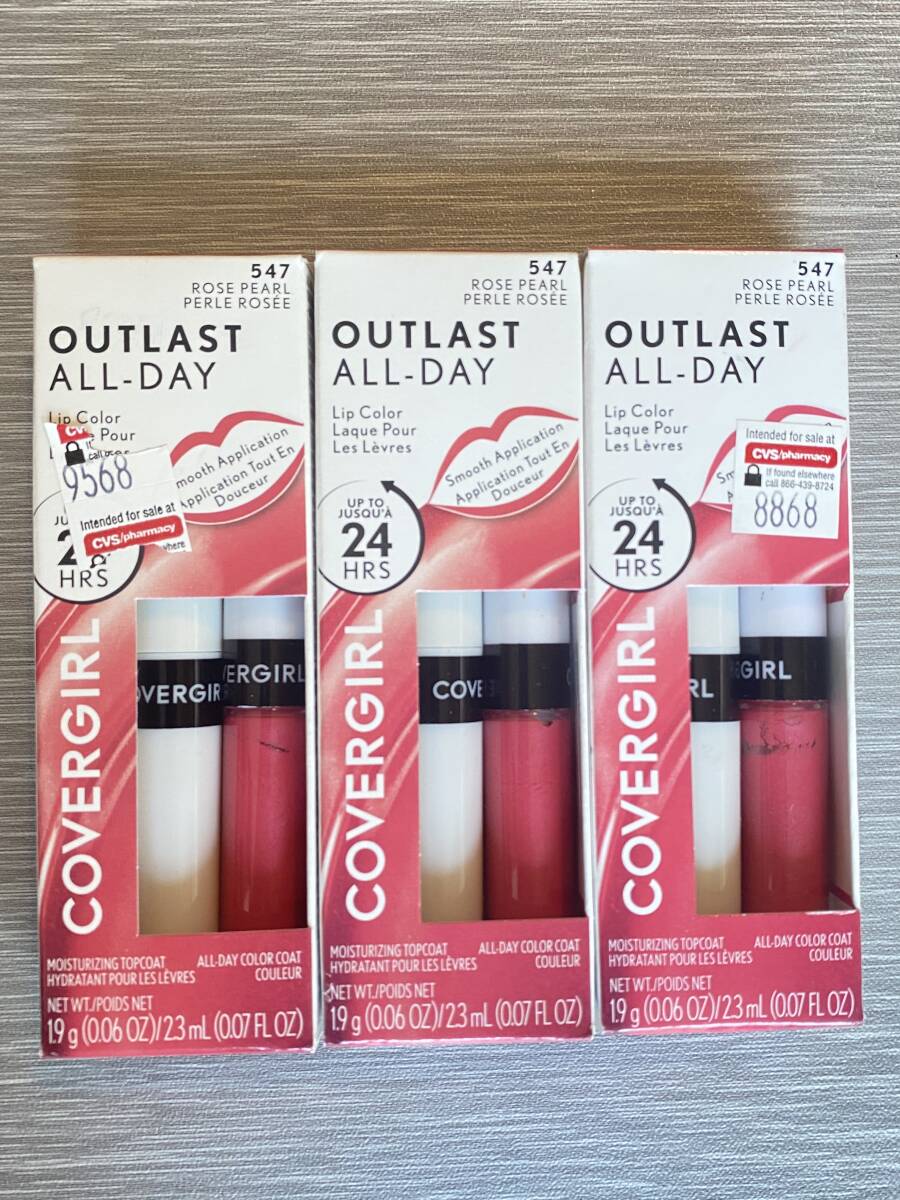 547
ROSE PEARL
PERLE ROSÉE
OUTLAST
ALL-DAY
Lip Color
Pour
CVS
call
9568
Intended for sale at
CVS/pharmacy
where
Smooth Application
Application Tout En
Douceur
HRS
COVERGIRL
OVERGIR
VERGIRL
MOISTURIZING TOPCOAT
HYDRATANT POUR LES LÈVRES
ALL-DAY COLOR COAT
COULEUR
NET WT./POIDS NET
1.9 g (0.06 OZ)/2.3 mL (0.07 FL OZ)
547
ROSE PEARL
PERLE ROSÉE
OUTLAST
ALL-DAY
Lip Color
Laque Pour
Les Lèvres
Smooth Application
Application Tout En
Douceur
UP TO
JUSQU'À
24
HRS
COVERGIRL
COVE
MOISTURIZING TOPCOAT
HYDRATANT POUR LES LÈVRES
ALL-DAY COLOR COAT
COULEUR
NET WT./POIDS NET
1.9 g (0.06 OZ)/2.3 mL (0.07 FL OZ)
547
ROSE PEARL
PERLE ROSÉE
OUTLAST
ALL-DAY
Lip Color
Laque Pour
Les Lèvres
Intended for sale at
CVS/pharmacy
If found elsewhere
call 866-439-8724
8868
UP TO
JUSQU'À
24
HRS
COVERGIRL
RL
RGIRL
MOISTURIZING TOPCOAT
HYDRATANT POUR LES LÈVRES
ALL-DAY COLOR COAT
COULEUR
NET WT./POIDS NET
1.9 g (0.06 OZ)/2.3 mL (0.07 FL OZ)